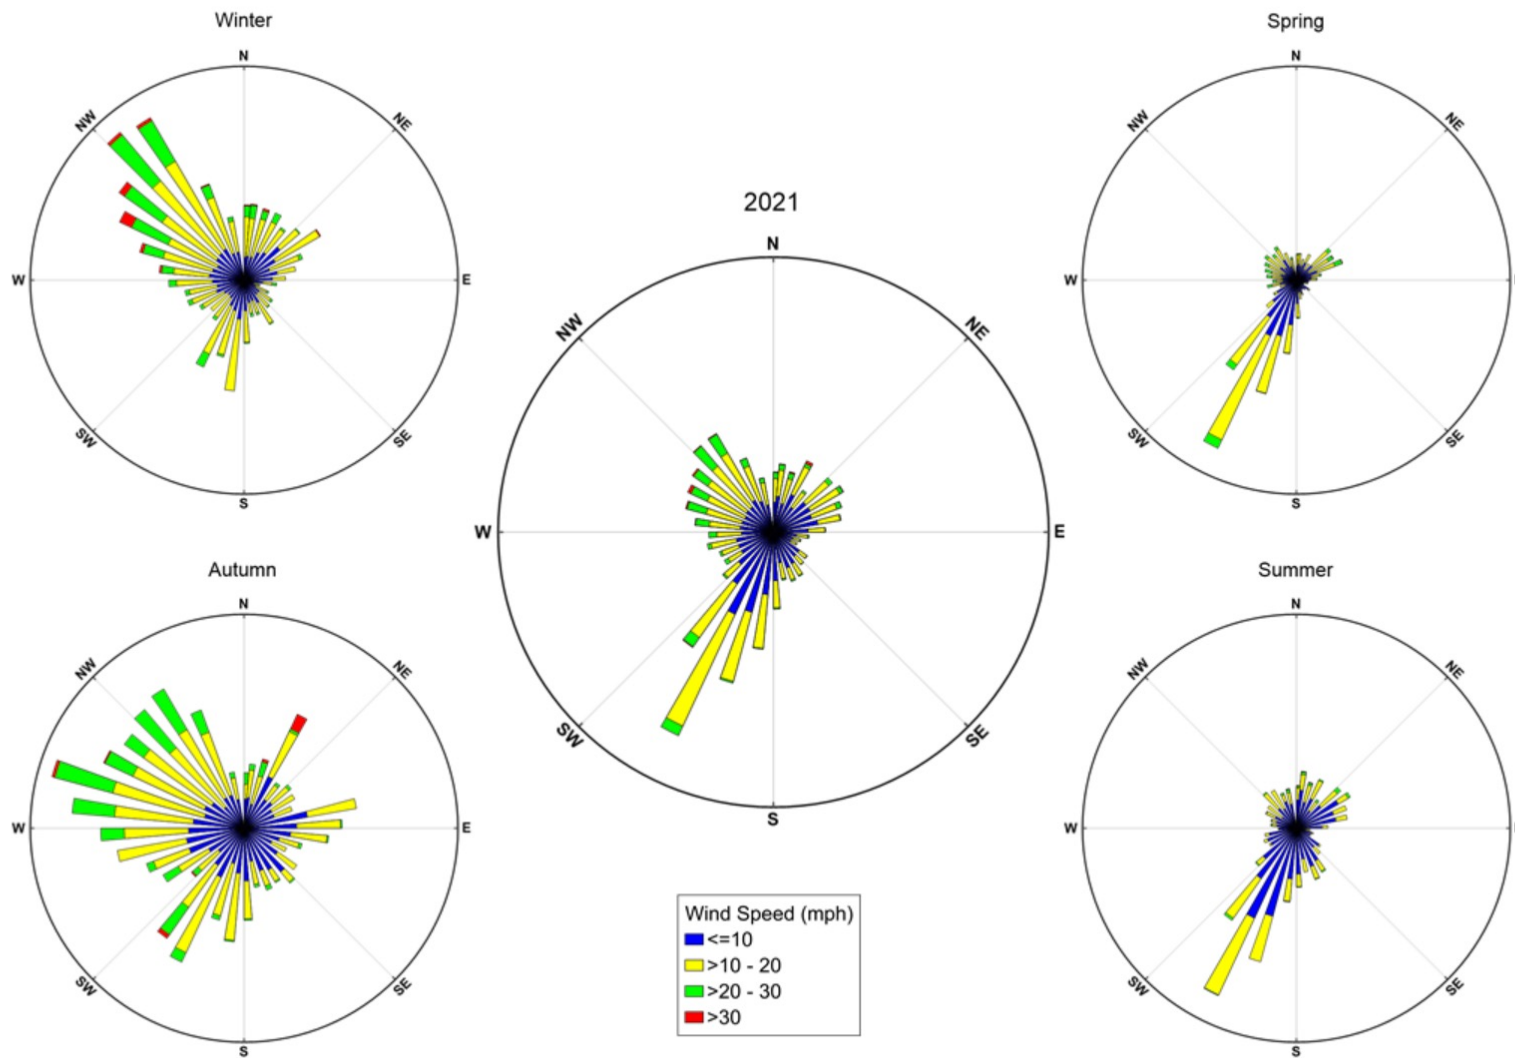 Winter
N
NW
NE
W
E
SW
SE
S
Spring
N
NW
NE
W
SW
SE
S
2021
N
NW
NE
W
E
SW
SE
S
Autumn
N
NW
NE
W
E
SW
SE
S
Summer
N
NW
NE
W
SW
SE
S
Wind Speed (mph)
<=10
>10 - 20
>20 - 30
>30